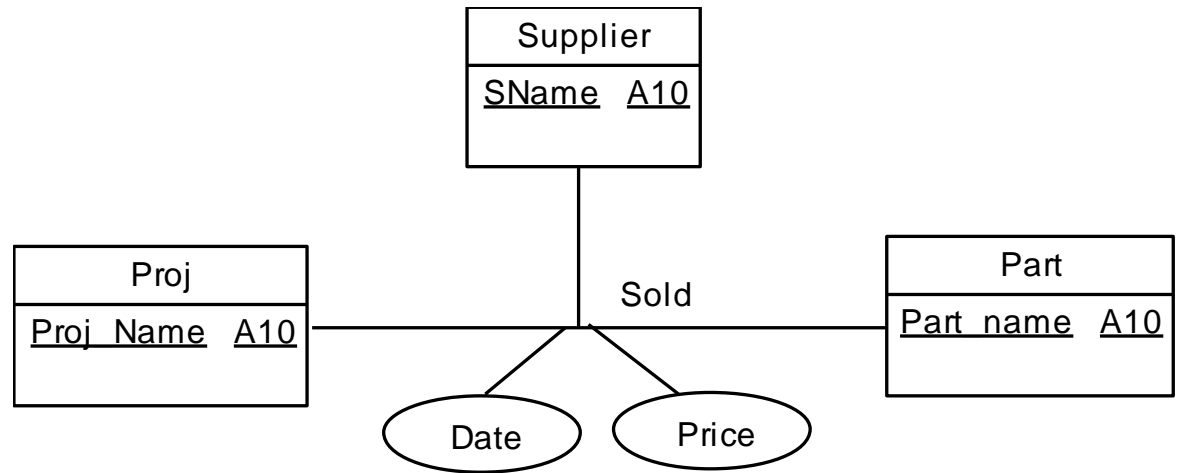 Supplier
SName A10
Proj
Proj_Name A10
Sold
Part
Part_name A10
Date
Price